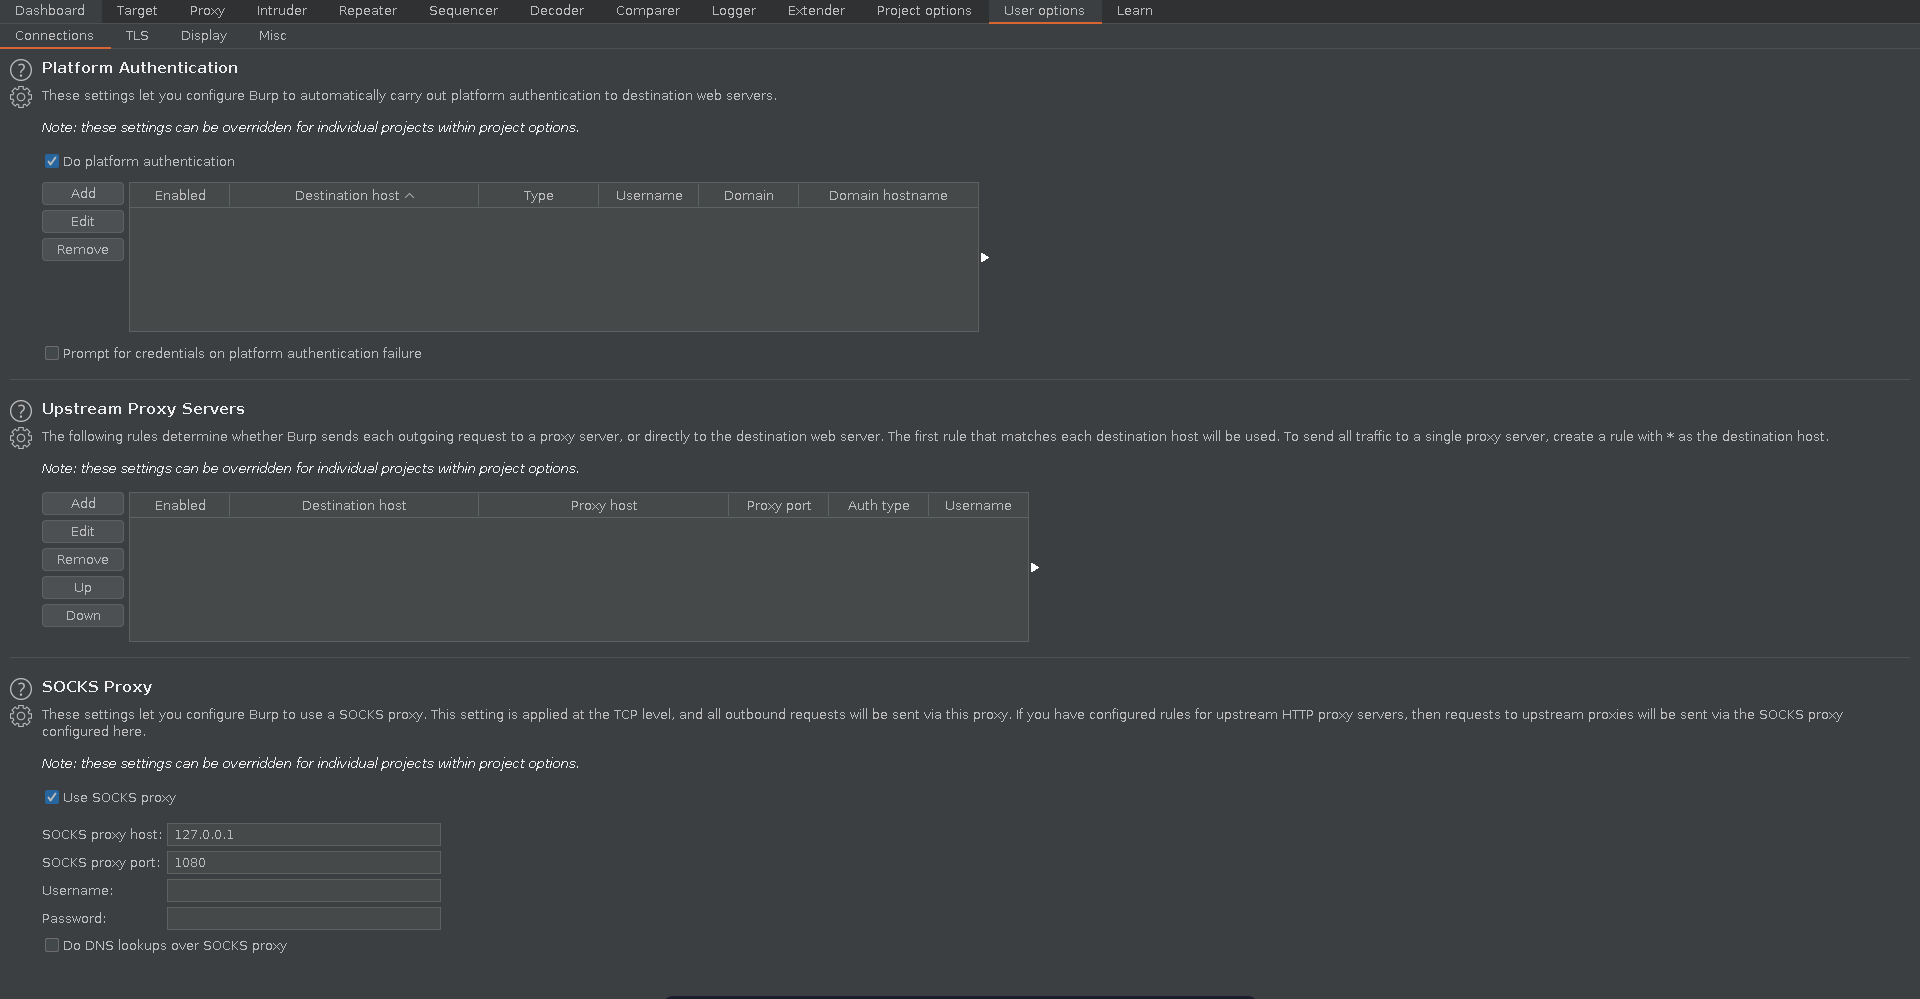 Dashboard Target Proxy Intruder Repeater Sequencer Decoder Comparer Logger Extender Project options User options Learn
Connections TLS Display Misc
? Platform Authentication
These settings let you configure Burp to automatically carry out platform authentication to destination web servers.
Note: these settings can be overridden for individual projects within project options.
Do platform authentication
Add
Edit
Remove
Enabled Destination host Type Username Domain Domain hostname
Prompt for credentials on platform authentication failure
? Upstream Proxy Servers
The following rules determine whether Burp sends each outgoing request to a proxy server, or directly to the destination web server. The first rule that matches each destination host will be used. To send all traffic to a single proxy server, create a rule with * as the destination host.
Note: these settings can be overridden for individual projects within project options.
Add
Edit
Remove
Up
Down
Enabled Destination host Proxy host Proxy port Auth type Username
? SOCKS Proxy
These settings let you configure Burp to use a SOCKS proxy. This setting is applied at the TCP level, and all outbound requests will be sent via this proxy. If you have configured rules for upstream HTTP proxy servers, then requests to upstream proxies will be sent via the SOCKS proxy
configured here.
Note: these settings can be overridden for individual projects within project options.
Use SOCKS proxy
SOCKS proxy host: 127.0.0.1
SOCKS proxy port: 1080
Username:
Password:
Do DNS lookups over SOCKS proxy